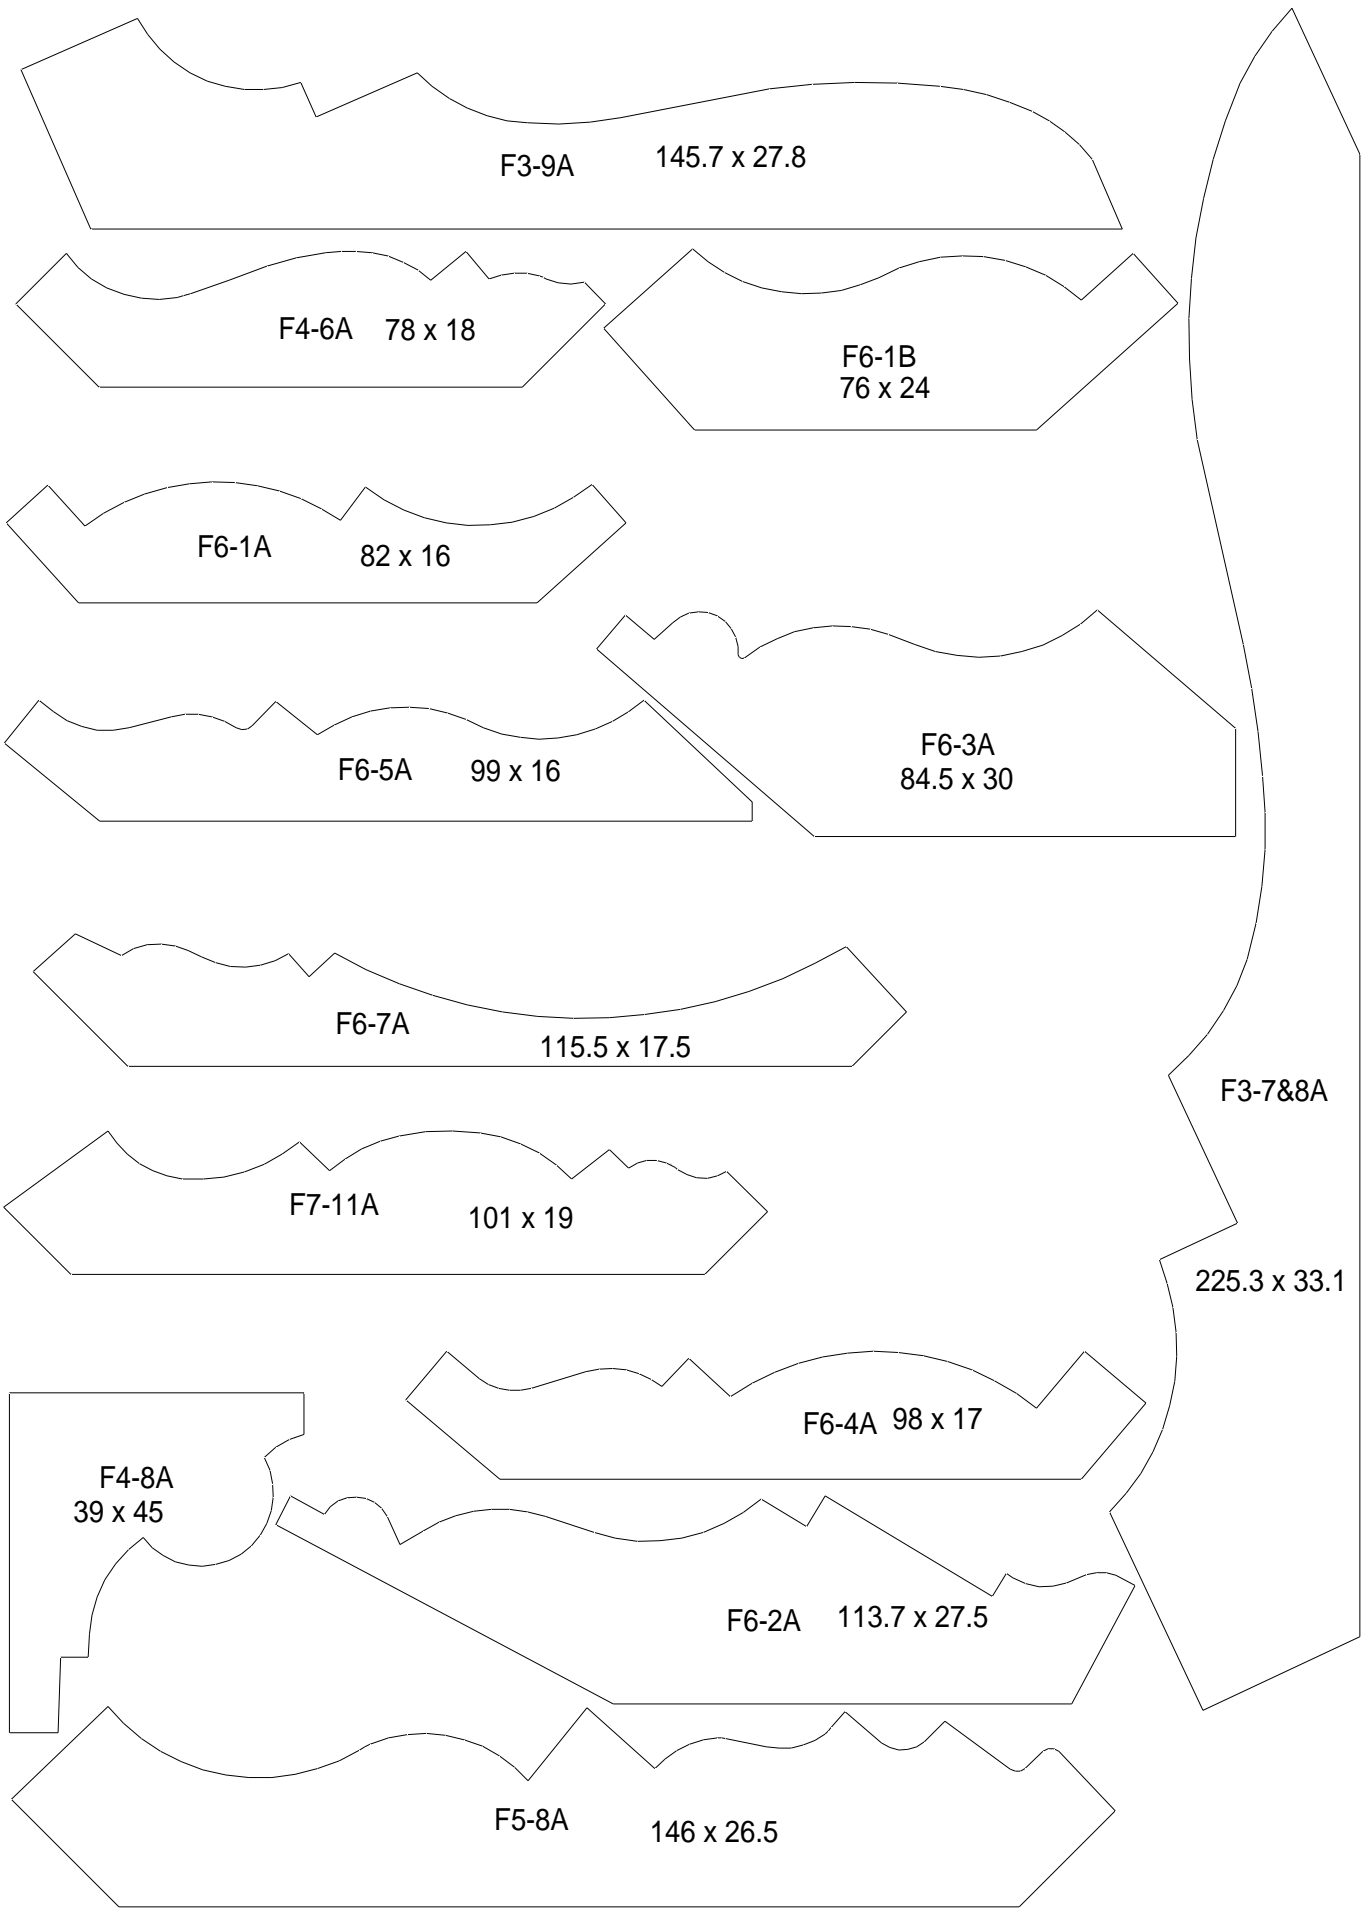 F3-9A 145.7 x 27.8
F4-6A 78 x 18
F6-1B
76 x 24
F6-1A 82 x 16
F6-5A 99 x 16
F6-3A
84.5 x 30
F6-7A 115.5 x 17.5
F3-7&8A
225.3 x 33.1
F7-11A 101 x 19
F6-4A 98 x 17
F4-8A
39 x 45
F6-2A 113.7 x 27.5
F5-8A 146 x 26.5